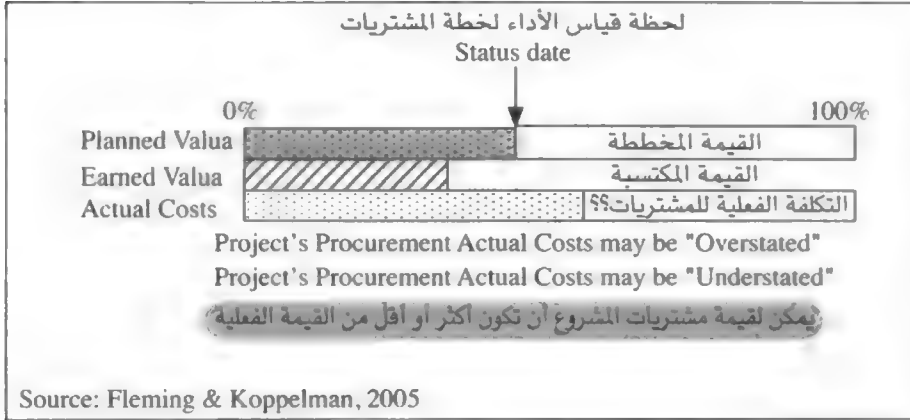 لحظة قياس الأداء لخطة المشتريات
Status date
0% 100%
Planned Valua القيمة المخططة
Earned Valua القيمة المكتسبة
Actual Costs التكلفة الفعلية للمشتريات؟؟
Project's Procurement Actual Costs may be "Overstated"
Project's Procurement Actual Costs may be "Understated"
يمكن لقيمة مشتريات المشروع أن تكون أكثر او أقل من القيمة الفعلية
Source: Fleming & Koppelman, 2005